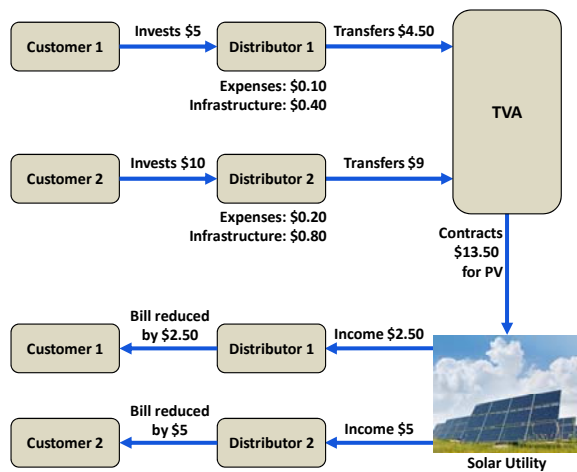 Customer 1
Invests $5
Distributor 1
Transfers $4.50
Expenses: $0.10
Infrastructure: $0.40
TVA
Customer 2
Invests $10
Distributor 2
Transfers $9
Expenses: $0.20
Infrastructure: $0.80
Contracts
$13.50
for PV
Customer 1
Bill reduced
by $2.50
Distributor 1
Income $2.50
Customer 2
Bill reduced
by $5
Distributor 2
Income $5
Solar Utility